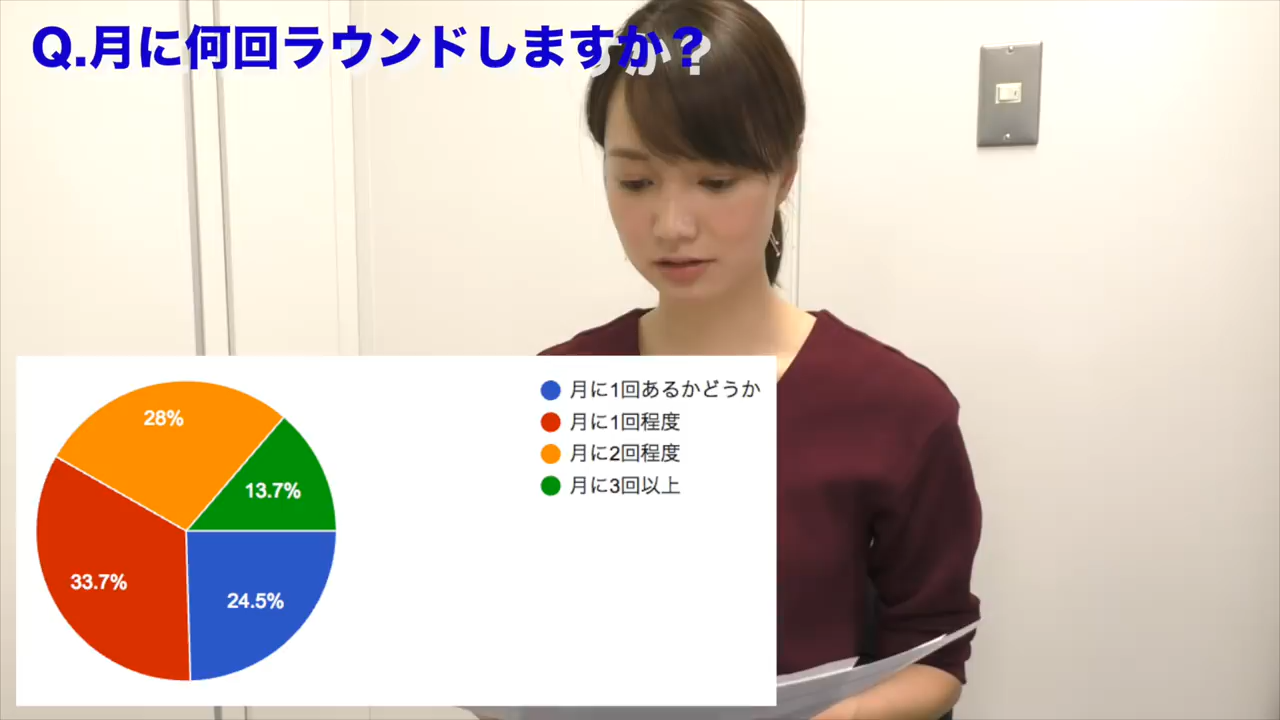 Q.月に何回ラウンドしますか？
28%
13.7%
33.7%
24.5%
月に1回あるかどうか
月に1回程度
月に2回程度
月に3回以上